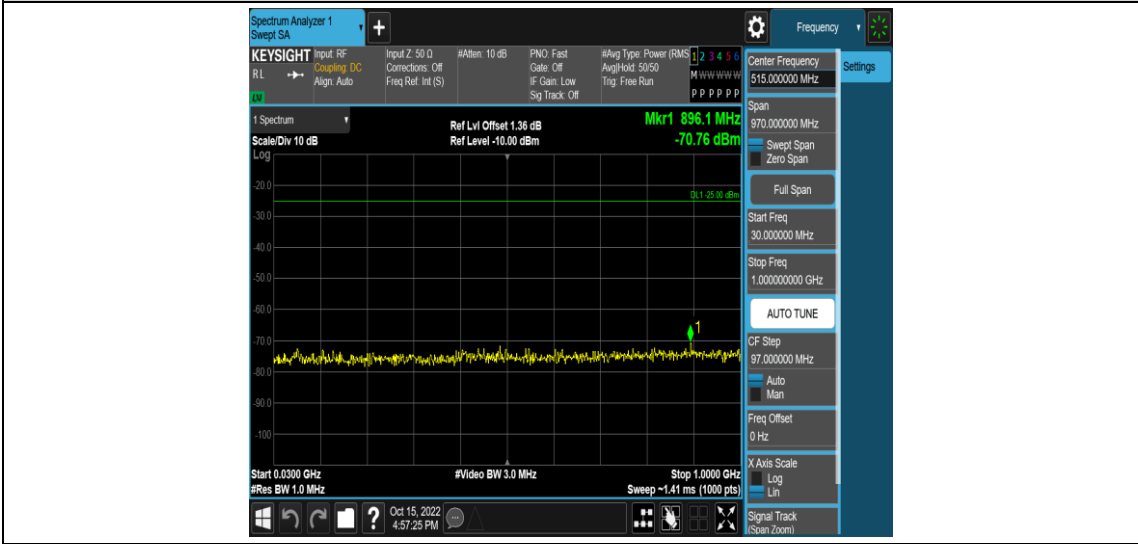 Spectrum Analyzer 1
Swept SA
+
Frequency
KEYSIGHT
RL
LXI
Input: RF
Coupling: DC
Align: Auto
Input Z: 50 Ω
Corrections: Off
Freq Ref: Int (S)
#Atten: 10 dB
PNO: Fast
Gate: Off
IF Gain: Low
Sig Track: Off
#Avg Type: Power (RMS
Avg|Hold: 50/50
Trig: Free Run
1 2 3 4 5 6
M W W W W W
P P P P P P
1 Spectrum
Scale/Div 10 dB
Log
Ref Lvl Offset 1.36 dB
Ref Level -10.00 dBm
Mkr1 896.1 MHz
-70.76 dBm
DL1 -25.00 dBm
-20.0
-30.0
-40.0
-50.0
-60.0
-70.0
-80.0
-90.0
-100
1
Start 0.0300 GHz
#Res BW 1.0 MHz
#Video BW 3.0 MHz
Stop 1.0000 GHz
Sweep ~1.41 ms (1000 pts)
Center Frequency
515.000000 MHz
Settings
Span
970.000000 MHz
Swept Span
Zero Span
Full Span
Start Freq
30.000000 MHz
Stop Freq
1.000000000 GHz
AUTO TUNE
CF Step
97.000000 MHz
Auto
Man
Freq Offset
0 Hz
X Axis Scale
Log
Lin
Signal Track
(Span Zoom)
?
Oct 15, 2022
4:57:25 PM